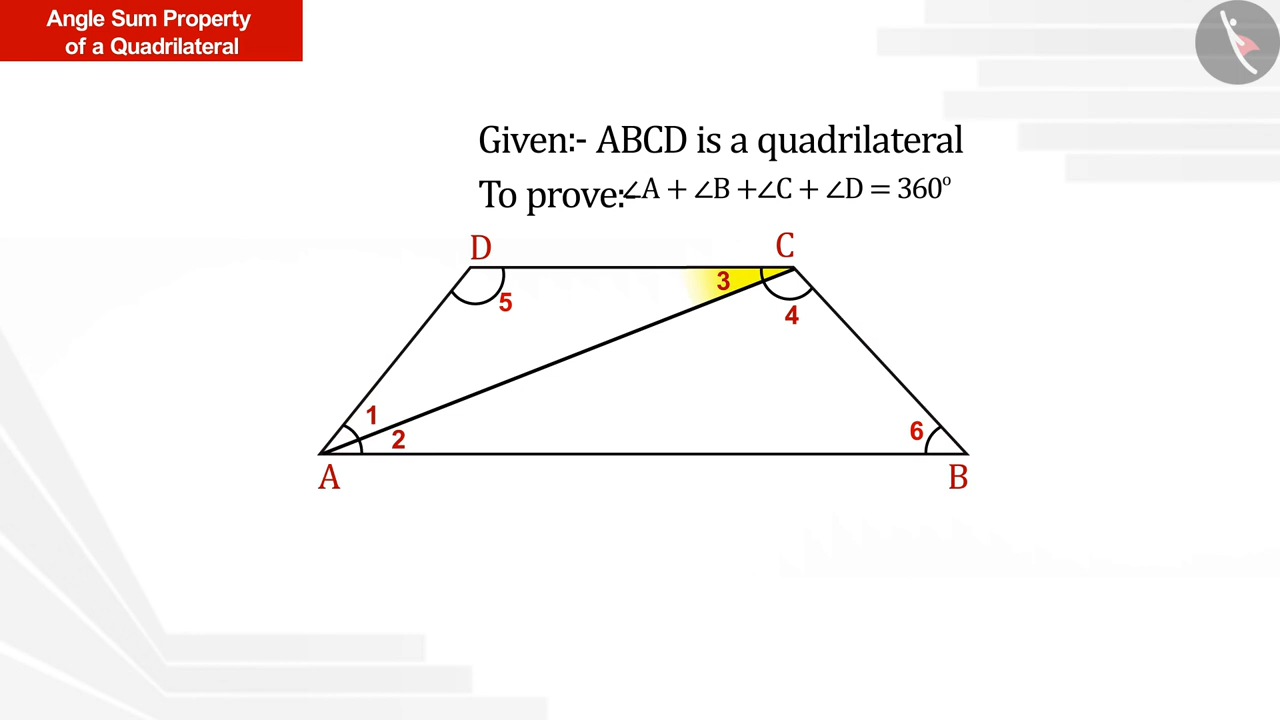 Angle Sum Property
of a Quadrilateral
Given:- ABCD is a quadrilateral
To prove:- ∠A + ∠B +∠C + ∠D = 360°
D
C
3
5
4
1
2
6
A
B